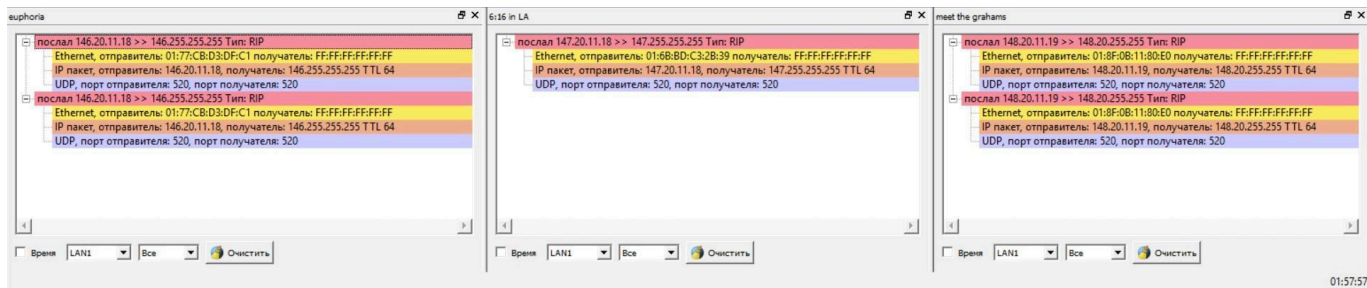 euphoria
послал 146.20.11.18 >> 146.255.255.255 Тип: RIP
Ethernet, отправитель: 01:77:CB:D3:DF:C1 получатель: FF:FF:FF:FF:FF:FF
IP пакет, отправитель: 146.20.11.18, получатель: 146.255.255.255 TTL 64
UDP, порт отправителя: 520, порт получателя: 520
послал 146.20.11.18 >> 146.255.255.255 Тип: RIP
Ethernet, отправитель: 01:77:CB:D3:DF:C1 получатель: FF:FF:FF:FF:FF:FF
IP пакет, отправитель: 146.20.11.18, получатель: 146.255.255.255 TTL 64
UDP, порт отправителя: 520, порт получателя: 520
Время LAN1 Все Очистить
6:16 in LA
послал 147.20.11.18 >> 147.255.255.255 Тип: RIP
Ethernet, отправитель: 01:6B:BD:C3:2B:39 получатель: FF:FF:FF:FF:FF:FF
IP пакет, отправитель: 147.20.11.18, получатель: 147.255.255.255 TTL 64
UDP, порт отправителя: 520, порт получателя: 520
Время LAN1 Все Очистить
meet the grahams
послал 148.20.11.19 >> 148.20.255.255 Тип: RIP
Ethernet, отправитель: 01:8F:0B:11:80:E0 получатель: FF:FF:FF:FF:FF:FF
IP пакет, отправитель: 148.20.11.19, получатель: 148.20.255.255 TTL 64
UDP, порт отправителя: 520, порт получателя: 520
послал 148.20.11.19 >> 148.20.255.255 Тип: RIP
Ethernet, отправитель: 01:8F:0B:11:80:E0 получатель: FF:FF:FF:FF:FF:FF
IP пакет, отправитель: 148.20.11.19, получатель: 148.20.255.255 TTL 64
UDP, порт отправителя: 520, порт получателя: 520
Время LAN1 Все Очистить
01:57:57